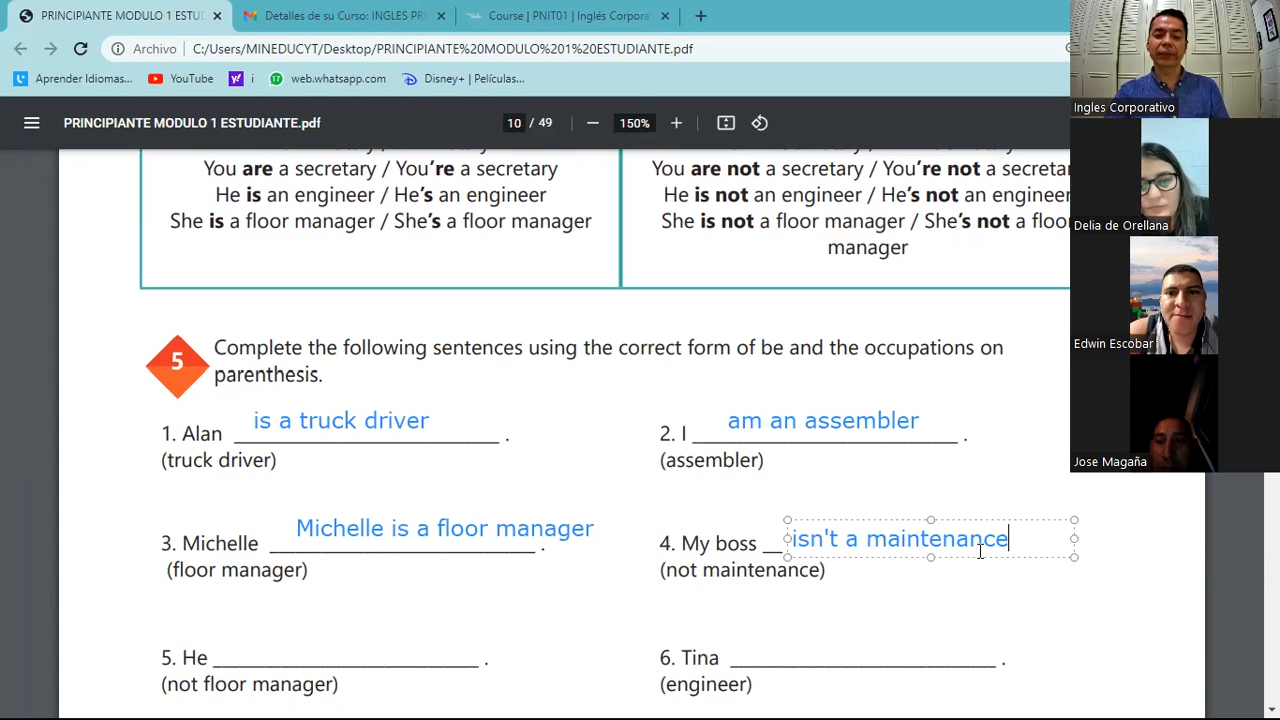 PRINCIPIANTE MODULO 1 ESTUD
Detalles de su Curso: INGLES PR
Course | PNIT01 | Inglés Corpora
Archivo
C:/Users/MINEDUCYT/Desktop/PRINCIPIANTE%20MODULO%201%20ESTUDIANTE.pdf
Aprender Idiomas...
YouTube
i
web.whatsapp.com
Disney+ | Películas...
PRINCIPIANTE MODULO 1 ESTUDIANTE.pdf
10 / 49
150%
You are a secretary / You're a secretary
He is an engineer / He's an engineer
She is a floor manager / She's a floor manager
You are not a secretary / You're not a secreta
He is not an engineer / He's not an engineer
She is not a floor manager / She's not a floo
manager
5
Complete the following sentences using the correct form of be and the occupations on
parenthesis.
1. Alan is a truck driver .
(truck driver)
2. I am an assembler .
(assembler)
3. Michelle Michelle is a floor manager .
(floor manager)
4. My boss isn't a maintenance
(not maintenance)
5. He ______________________________ .
(not floor manager)
6. Tina ______________________________ .
(engineer)
Ingles Corporativo
Delia de Orellana
Edwin Escobar
Jose Magaña